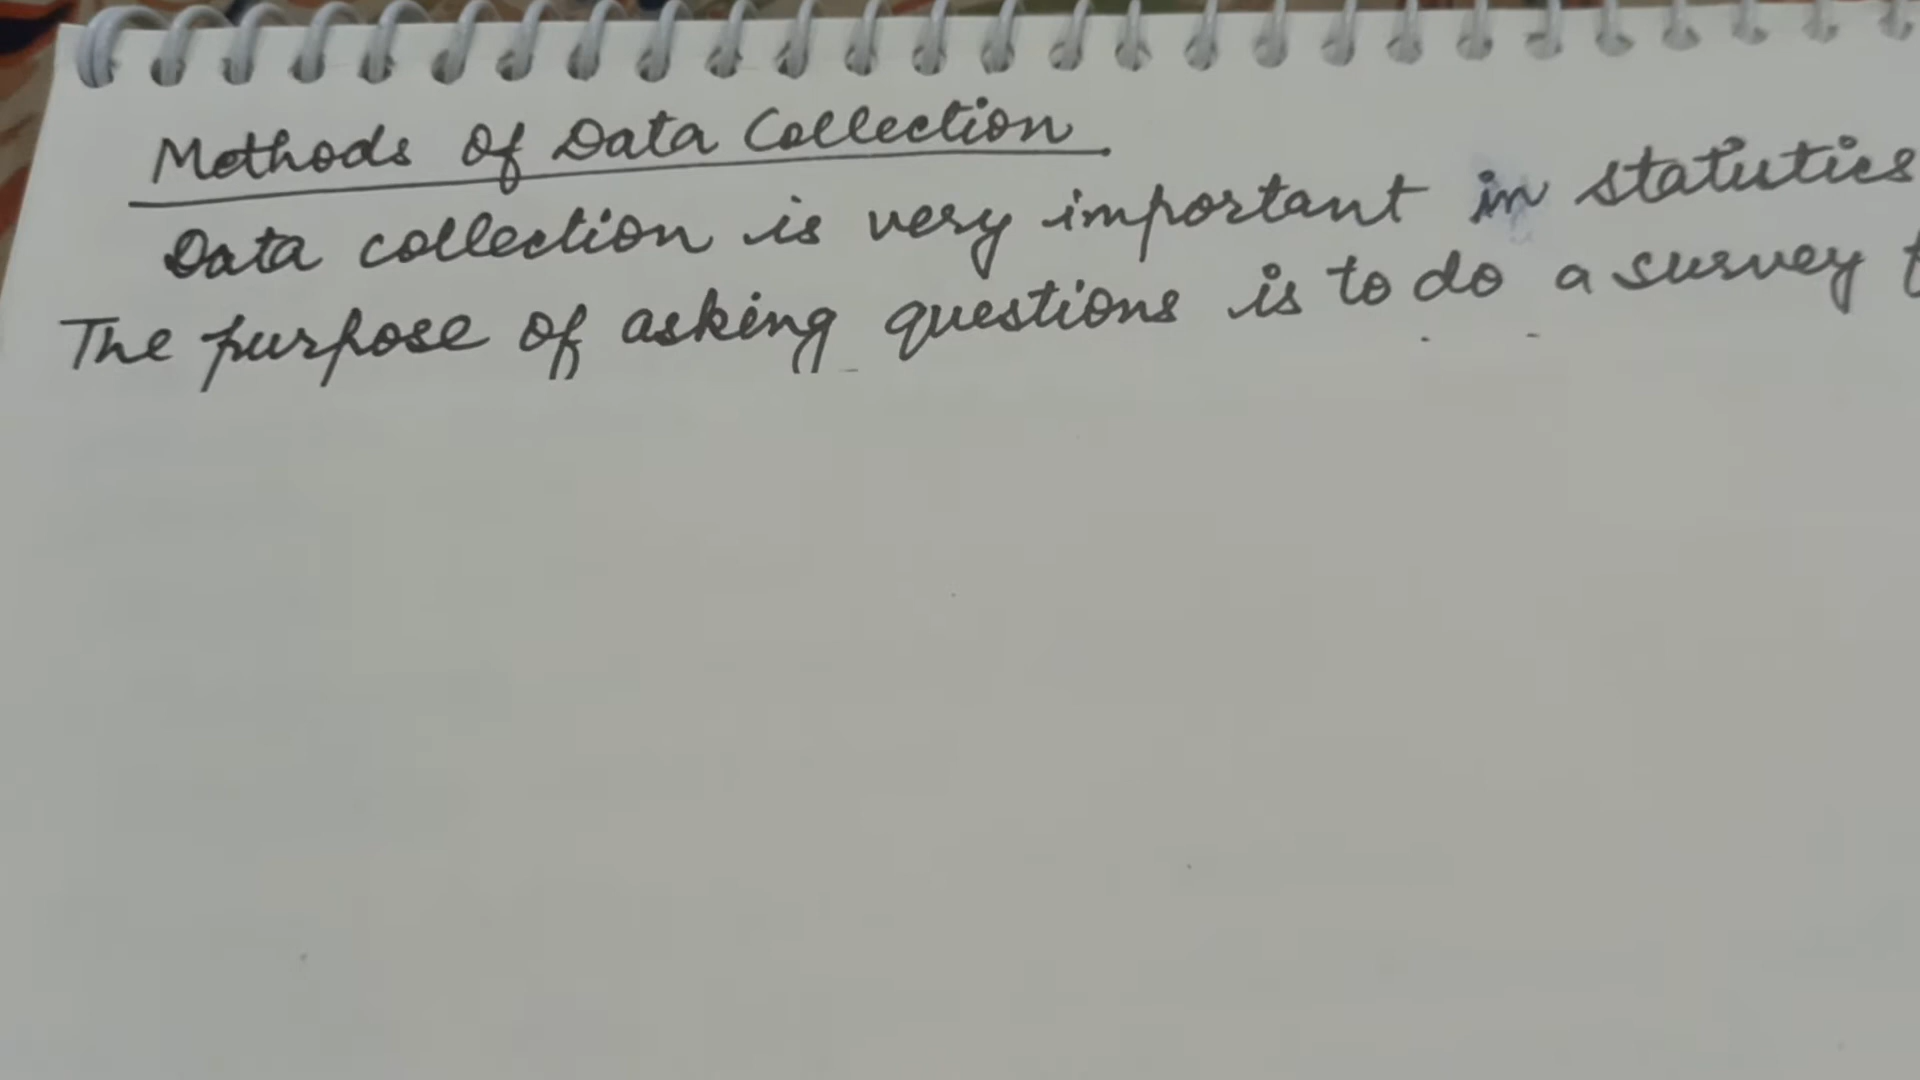 Methods Of Data Collection.
Data collection is very important in statistics
The purpose of asking questions is to do a survey